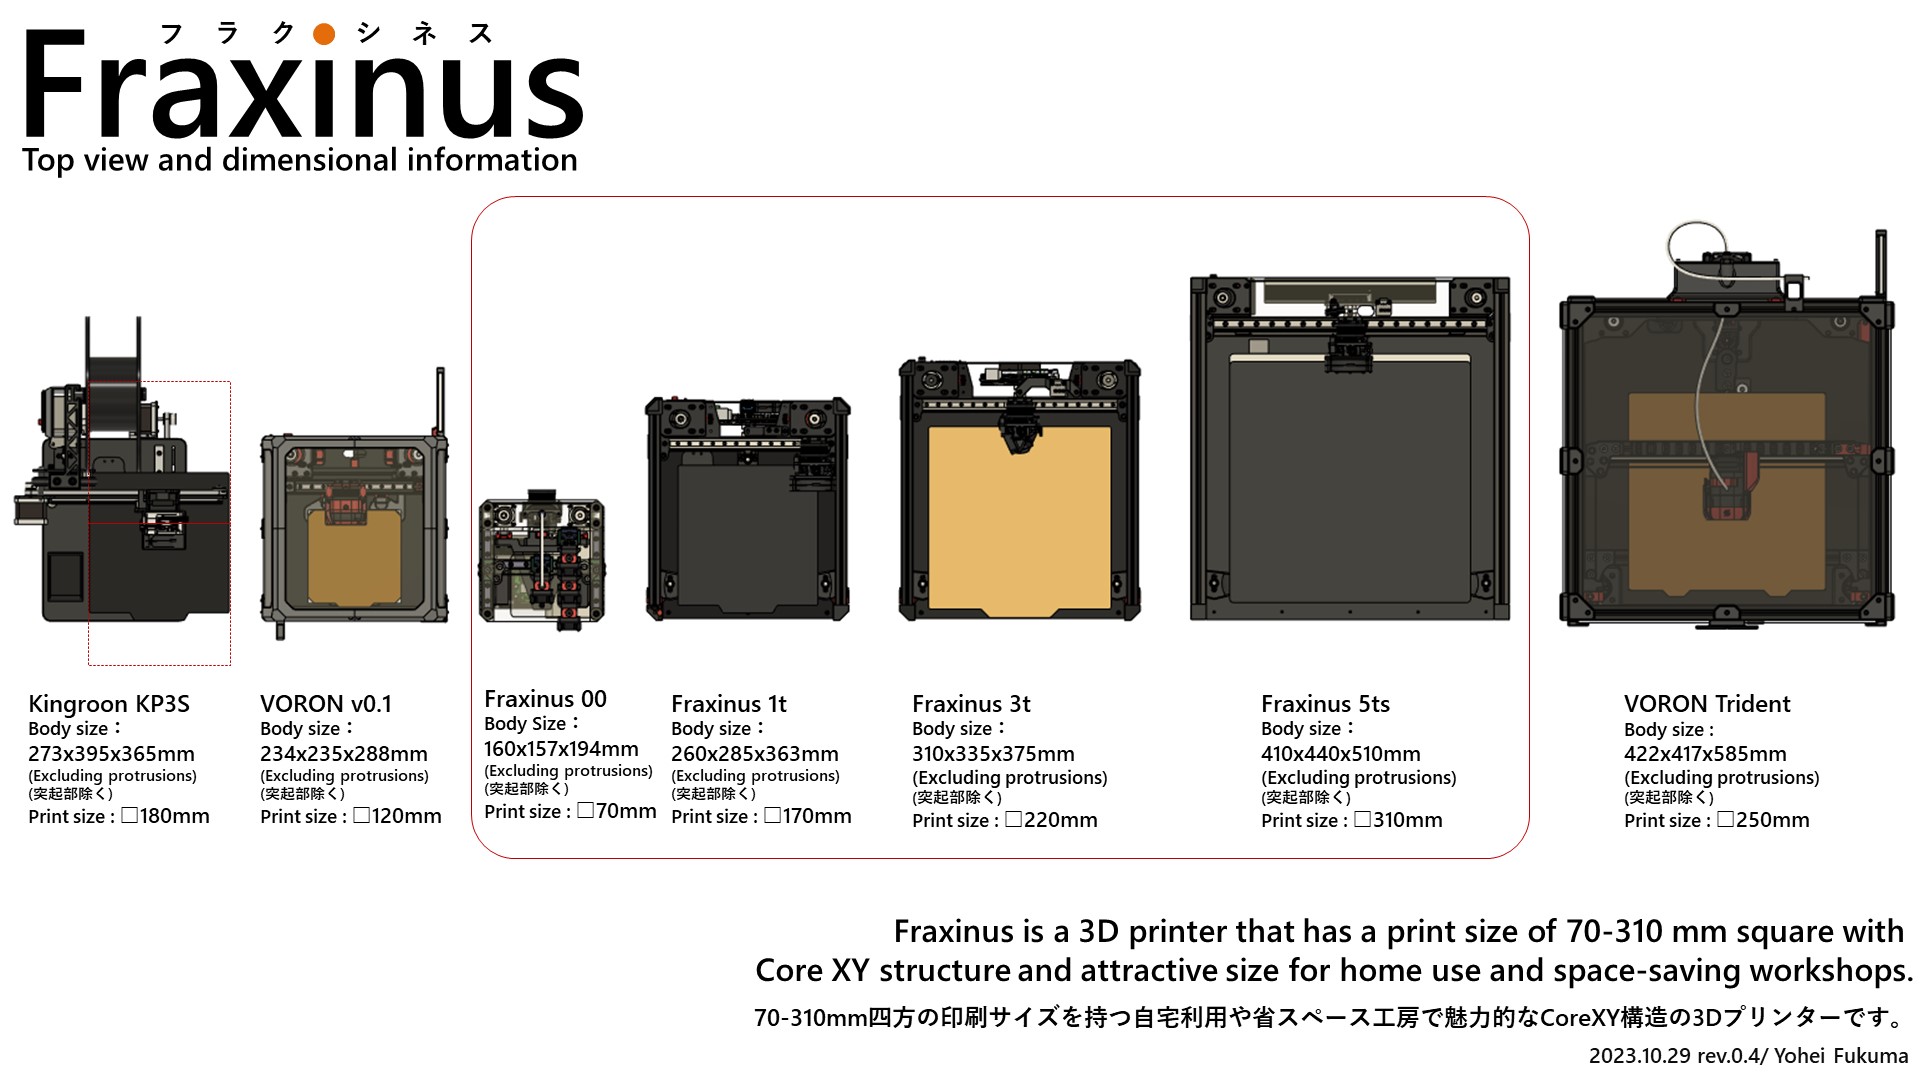 フラク●シネス
Fraxinus
Top view and dimensional information
Kingroon KP3S
Body size：
273x395x365mm
(Excluding protrusions)
(突起部除く)
Print size : □180mm
VORON v0.1
Body size：
234x235x288mm
(Excluding protrusions)
(突起部除く)
Print size : □120mm
Fraxinus 00
Body Size：
160x157x194mm
(Excluding protrusions)
(突起部除く)
Print size : □70mm
Fraxinus 1t
Body size：
260x285x363mm
(Excluding protrusions)
(突起部除く)
Print size : □170mm
Fraxinus 3t
Body size：
310x335x375mm
(Excluding protrusions)
(突起部除く)
Print size : □220mm
Fraxinus 5ts
Body size：
410x440x510mm
(Excluding protrusions)
(突起部除く)
Print size : □310mm
VORON Trident
Body size :
422x417x585mm
(Excluding protrusions)
(突起部除く)
Print size : □250mm
Fraxinus is a 3D printer that has a print size of 70-310 mm square with
Core XY structure and attractive size for home use and space-saving workshops.
70-310mm四方の印刷サイズを持つ自宅利用や省スペース工房で魅力的なCoreXY構造の3Dプリンターです。
2023.10.29 rev.0.4/ Yohei Fukuma